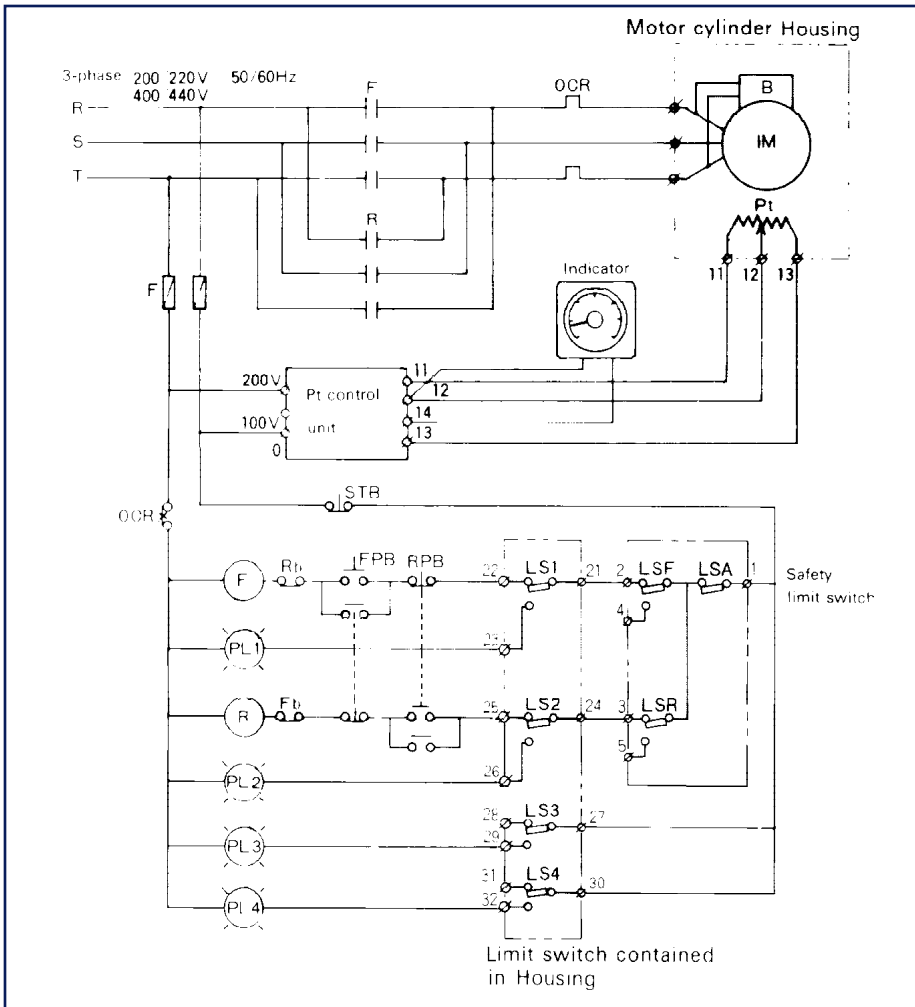 Motor cylinder Housing
3-phase 200 220V 50/60Hz
400 440V
R
S
T
F
OCR
B
IM
R
Pt
11 12 13
F
Indicator
200V
100V
0
Pt control
unit
11
12
14
13
STB
OCR
F Rb FPB RPB 22 LS1 21 2 LSF LSA 1
Safety
limit switch
4
PL1 23
R Fb 25 LS2 24 3 LSR
5
PL2 26
28 LS3 27
PL3 29
31 LS4 30
PL4 32
Limit switch contained
in Housing